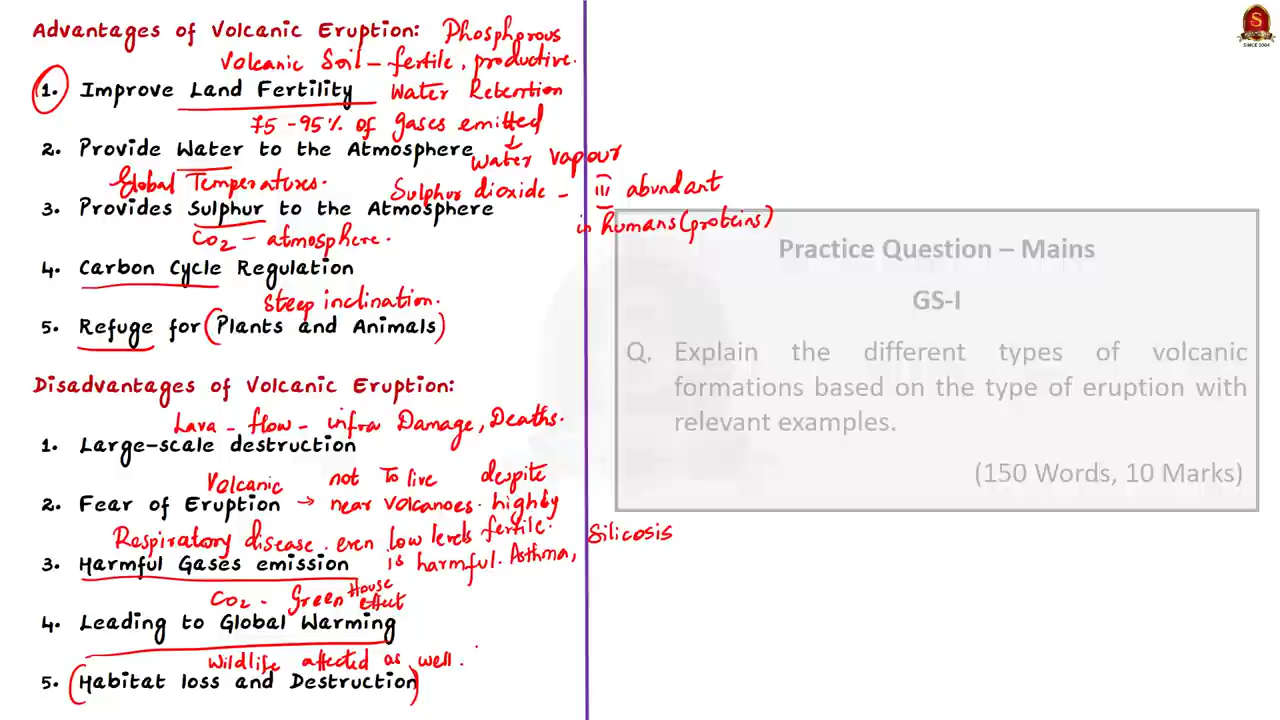 Advantages of Volcanic Eruption: Phosphorous
Volcanic Soil - fertile, productive.
1. Improve Land Fertility Water Retention
75 - 95% of gases emitted
2. Provide Water to the Atmosphere water vapour
Global Temperatures.
Sulphur dioxide - III abundant
3. Provides Sulphur to the Atmosphere
in humans (proteins)
CO2 - atmosphere.
4. Carbon Cycle Regulation
Steep inclination.
5. Refuge for (Plants and Animals)
Disadvantages of Volcanic Eruption:
Lava - flow - infra Damage, Deaths.
1. Large-scale destruction
Volcanic not To live despite
2. Fear of Eruption → near volcanoes. highly
fertile.
Respiratory disease. even low levels
3. Harmful Gases emission is harmful. Asthma, Silicosis
CO2 - Green House effect
4. Leading to Global Warming
Wildlife affected as well.
5. (Habitat loss and Destruction)
S
SINCE 2004
Practice Question – Mains
GS-I
Q. Explain the different types of volcanic
formations based on the type of eruption with
relevant examples.
(150 Words, 10 Marks)